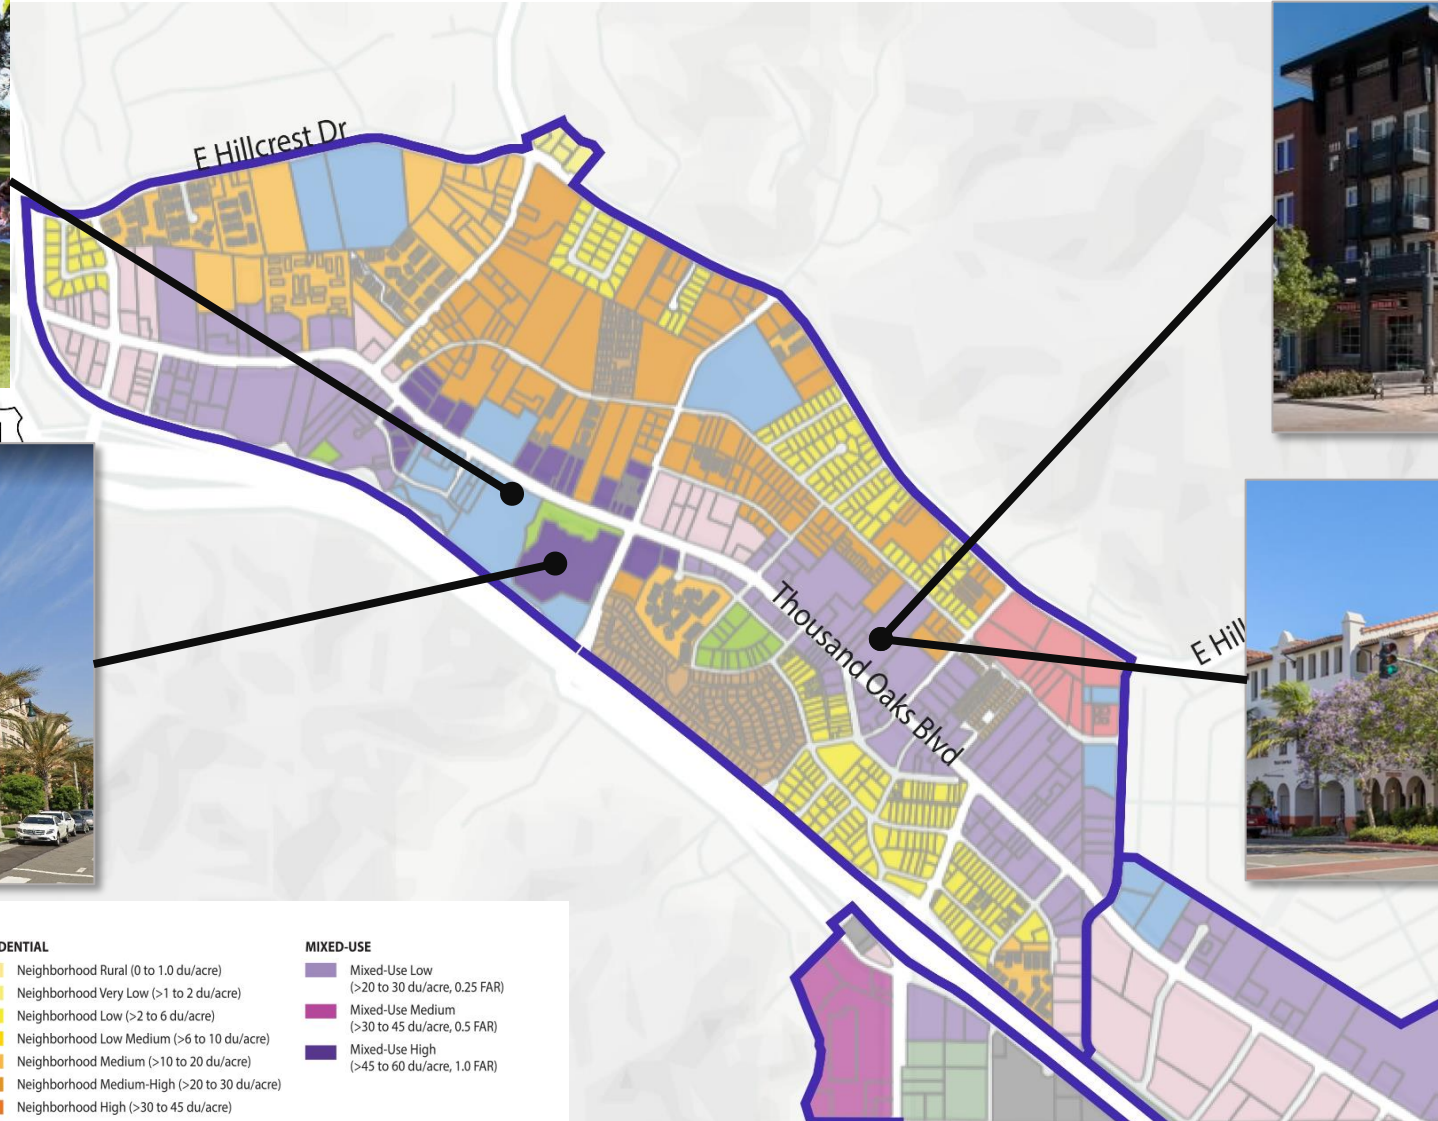 E Hillcrest Dr
Thousand Oaks Blvd
E Hill
DENTIAL
Neighborhood Rural (0 to 1.0 du/acre)
Neighborhood Very Low (>1 to 2 du/acre)
Neighborhood Low (>2 to 6 du/acre)
Neighborhood Low Medium (>6 to 10 du/acre)
Neighborhood Medium (>10 to 20 du/acre)
Neighborhood Medium-High (>20 to 30 du/acre)
Neighborhood High (>30 to 45 du/acre)
MIXED-USE
Mixed-Use Low
(>20 to 30 du/acre, 0.25 FAR)
Mixed-Use Medium
(>30 to 45 du/acre, 0.5 FAR)
Mixed-Use High
(>45 to 60 du/acre, 1.0 FAR)